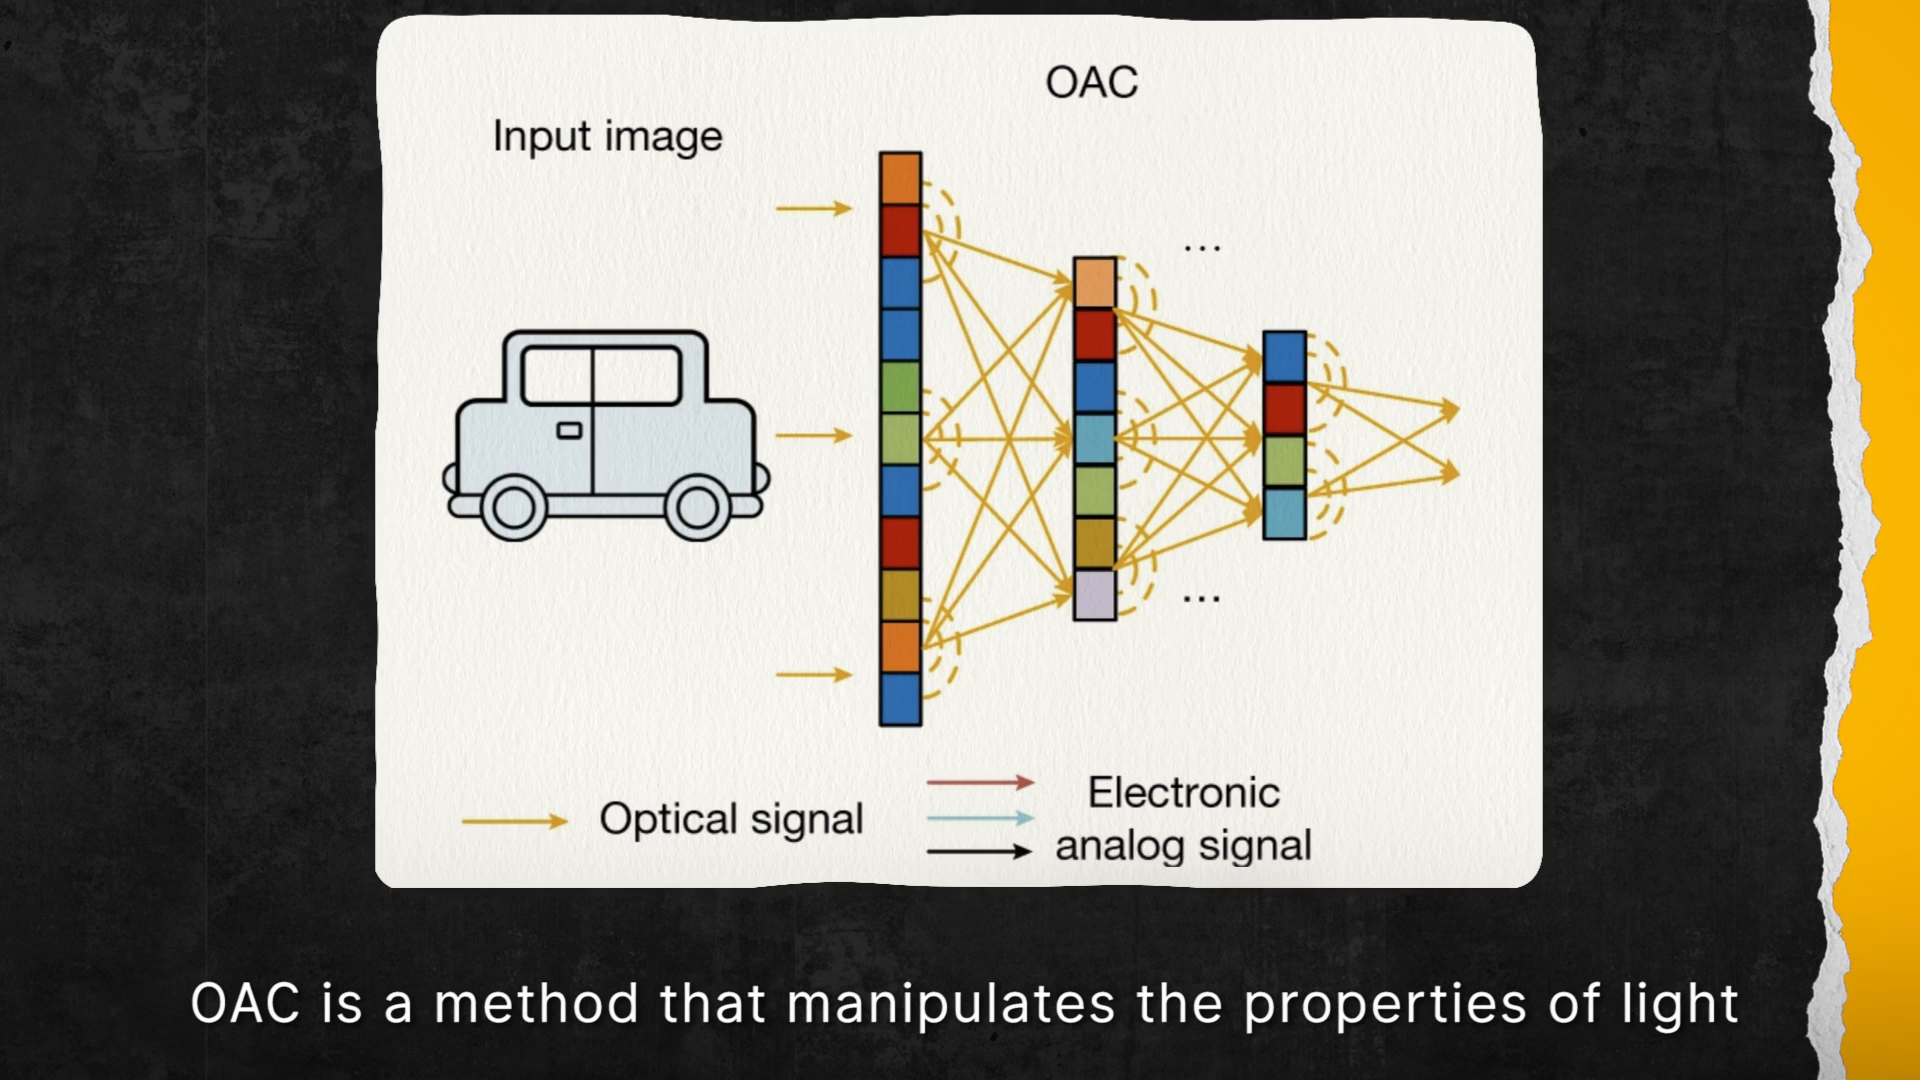 OAC
Input image
...
...
Optical signal
Electronic
analog signal
OAC is a method that manipulates the properties of light